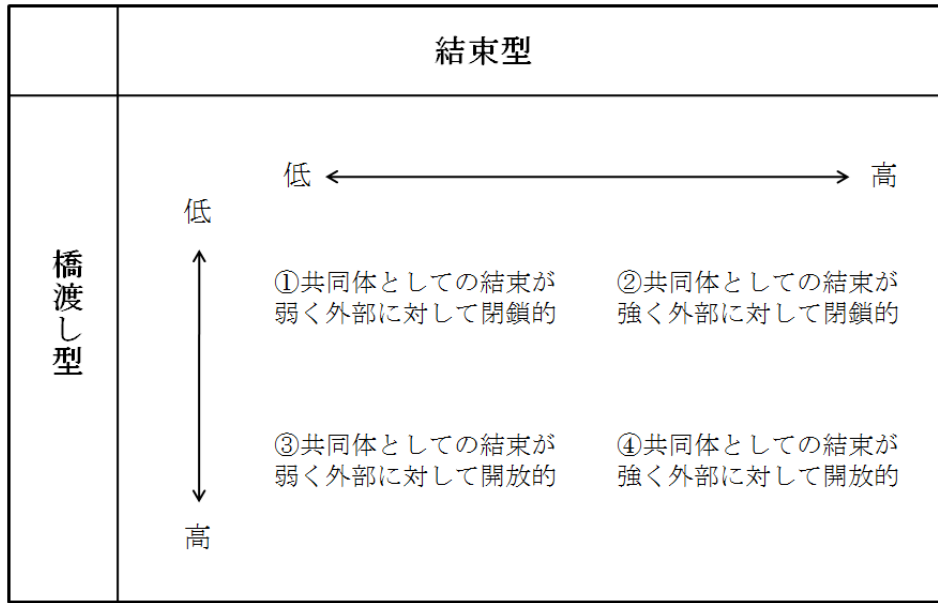 結束型
橋渡し型
低
高
低
高
①共同体としての結束が
弱く外部に対して閉鎖的
②共同体としての結束が
強く外部に対して閉鎖的
③共同体としての結束が
弱く外部に対して開放的
④共同体としての結束が
強く外部に対して開放的